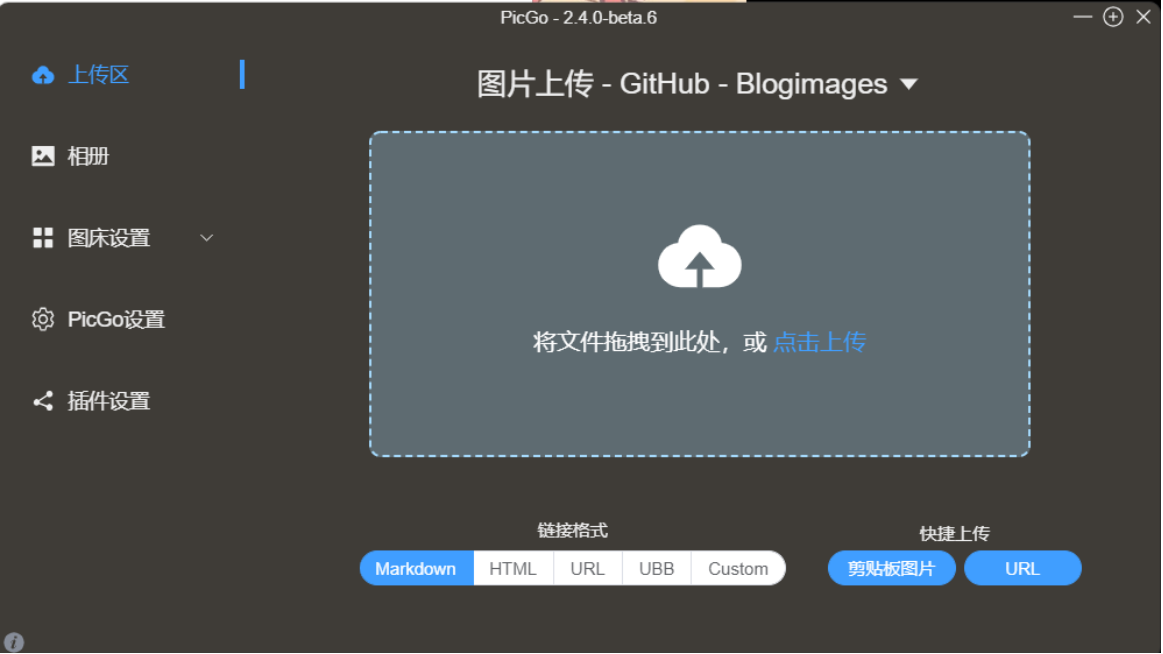 PicGo - 2.4.0-beta.6
上传区
相册
图床设置
PicGo设置
插件设置
图片上传 - GitHub - Blogimages
将文件拖拽到此处，或 点击上传
链接格式
Markdown HTML URL UBB Custom
快捷上传
剪贴板图片 URL